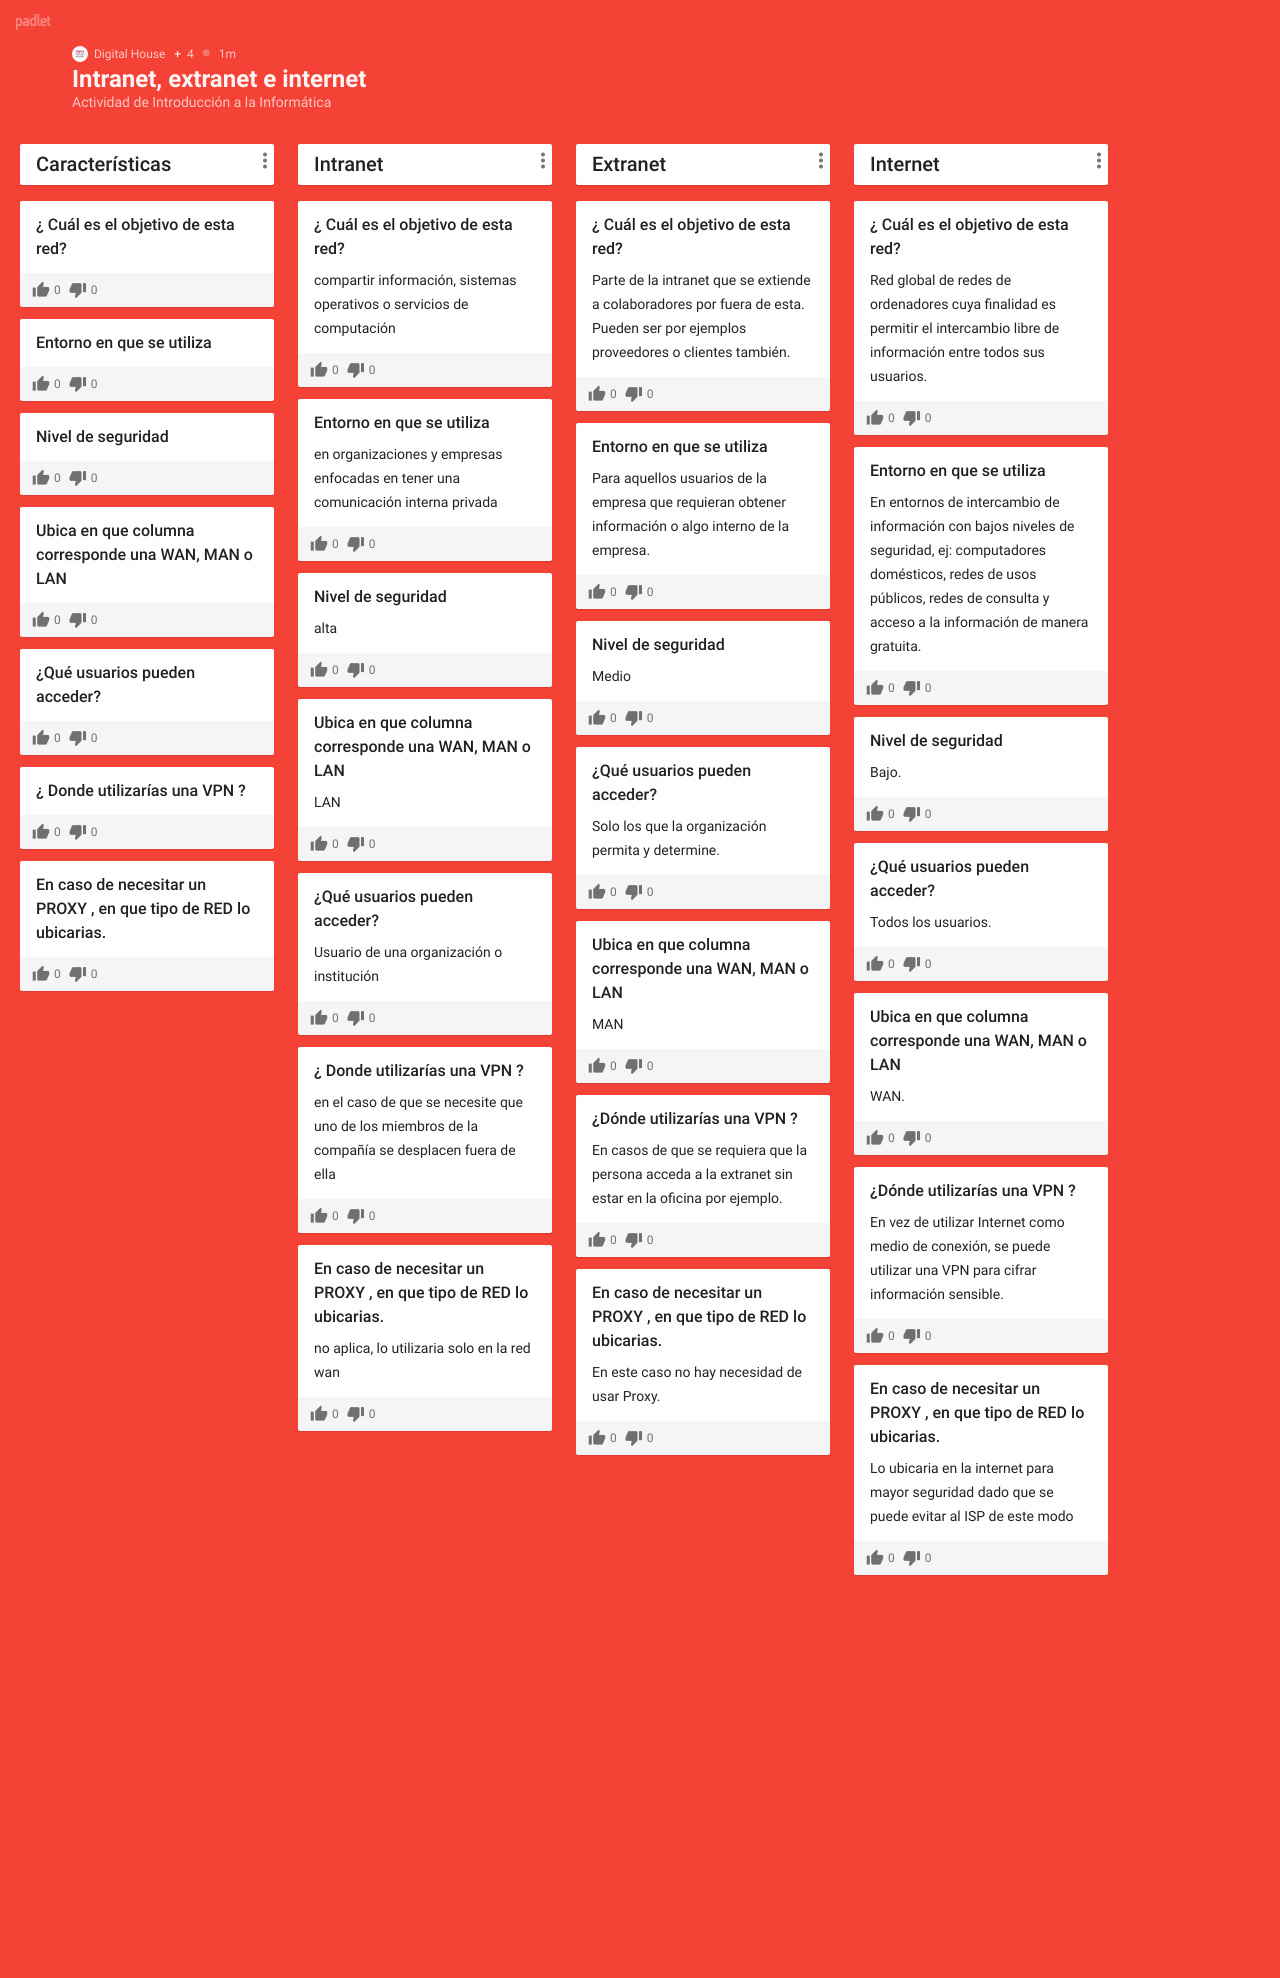 padlet
Digital House + 4 1m
Intranet, extranet e internet
Actividad de Introducción a la Informática
Características
¿ Cuál es el objetivo de esta
red?
0 0
Entorno en que se utiliza
0 0
Nivel de seguridad
0 0
Ubica en que columna
corresponde una WAN, MAN o
LAN
0 0
¿Qué usuarios pueden
acceder?
0 0
¿ Donde utilizarías una VPN ?
0 0
En caso de necesitar un
PROXY , en que tipo de RED lo
ubicarias.
0 0
Intranet
¿ Cuál es el objetivo de esta
red?
compartir información, sistemas
operativos o servicios de
computación
0 0
Entorno en que se utiliza
en organizaciones y empresas
enfocadas en tener una
comunicación interna privada
0 0
Nivel de seguridad
alta
0 0
Ubica en que columna
corresponde una WAN, MAN o
LAN
LAN
0 0
¿Qué usuarios pueden
acceder?
Usuario de una organización o
institución
0 0
¿ Donde utilizarías una VPN ?
en el caso de que se necesite que
uno de los miembros de la
compañía se desplacen fuera de
ella
0 0
En caso de necesitar un
PROXY , en que tipo de RED lo
ubicarias.
no aplica, lo utilizaria solo en la red
wan
0 0
Extranet
¿ Cuál es el objetivo de esta
red?
Parte de la intranet que se extiende
a colaboradores por fuera de esta.
Pueden ser por ejemplos
proveedores o clientes también.
0 0
Entorno en que se utiliza
Para aquellos usuarios de la
empresa que requieran obtener
información o algo interno de la
empresa.
0 0
Nivel de seguridad
Medio
0 0
¿Qué usuarios pueden
acceder?
Solo los que la organización
permita y determine.
0 0
Ubica en que columna
corresponde una WAN, MAN o
LAN
MAN
0 0
¿Dónde utilizarías una VPN ?
En casos de que se requiera que la
persona acceda a la extranet sin
estar en la oficina por ejemplo.
0 0
En caso de necesitar un
PROXY , en que tipo de RED lo
ubicarias.
En este caso no hay necesidad de
usar Proxy.
0 0
Internet
¿ Cuál es el objetivo de esta
red?
Red global de redes de
ordenadores cuya finalidad es
permitir el intercambio libre de
información entre todos sus
usuarios.
0 0
Entorno en que se utiliza
En entornos de intercambio de
información con bajos niveles de
seguridad, ej: computadores
domésticos, redes de usos
públicos, redes de consulta y
acceso a la información de manera
gratuita.
0 0
Nivel de seguridad
Bajo.
0 0
¿Qué usuarios pueden
acceder?
Todos los usuarios.
0 0
Ubica en que columna
corresponde una WAN, MAN o
LAN
WAN.
0 0
¿Dónde utilizarías una VPN ?
En vez de utilizar Internet como
medio de conexión, se puede
utilizar una VPN para cifrar
información sensible.
0 0
En caso de necesitar un
PROXY , en que tipo de RED lo
ubicarias.
Lo ubicaria en la internet para
mayor seguridad dado que se
puede evitar al ISP de este modo
0 0